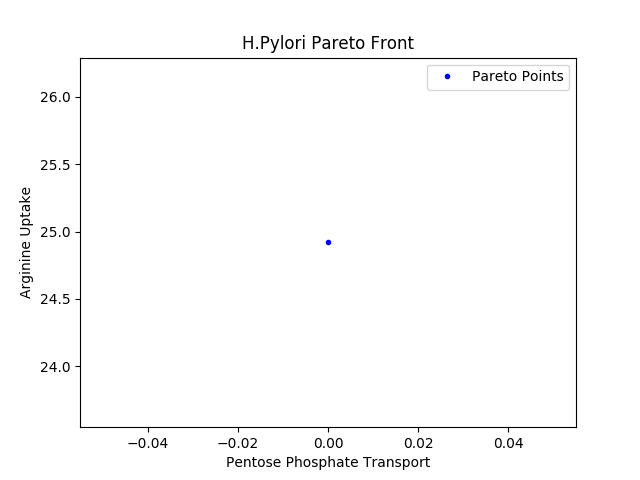 H.Pylori Pareto Front
Pareto Points
26.0
25.5
25.0
24.5
24.0
Arginine Uptake
−0.04 −0.02 0.00 0.02 0.04
Pentose Phosphate Transport